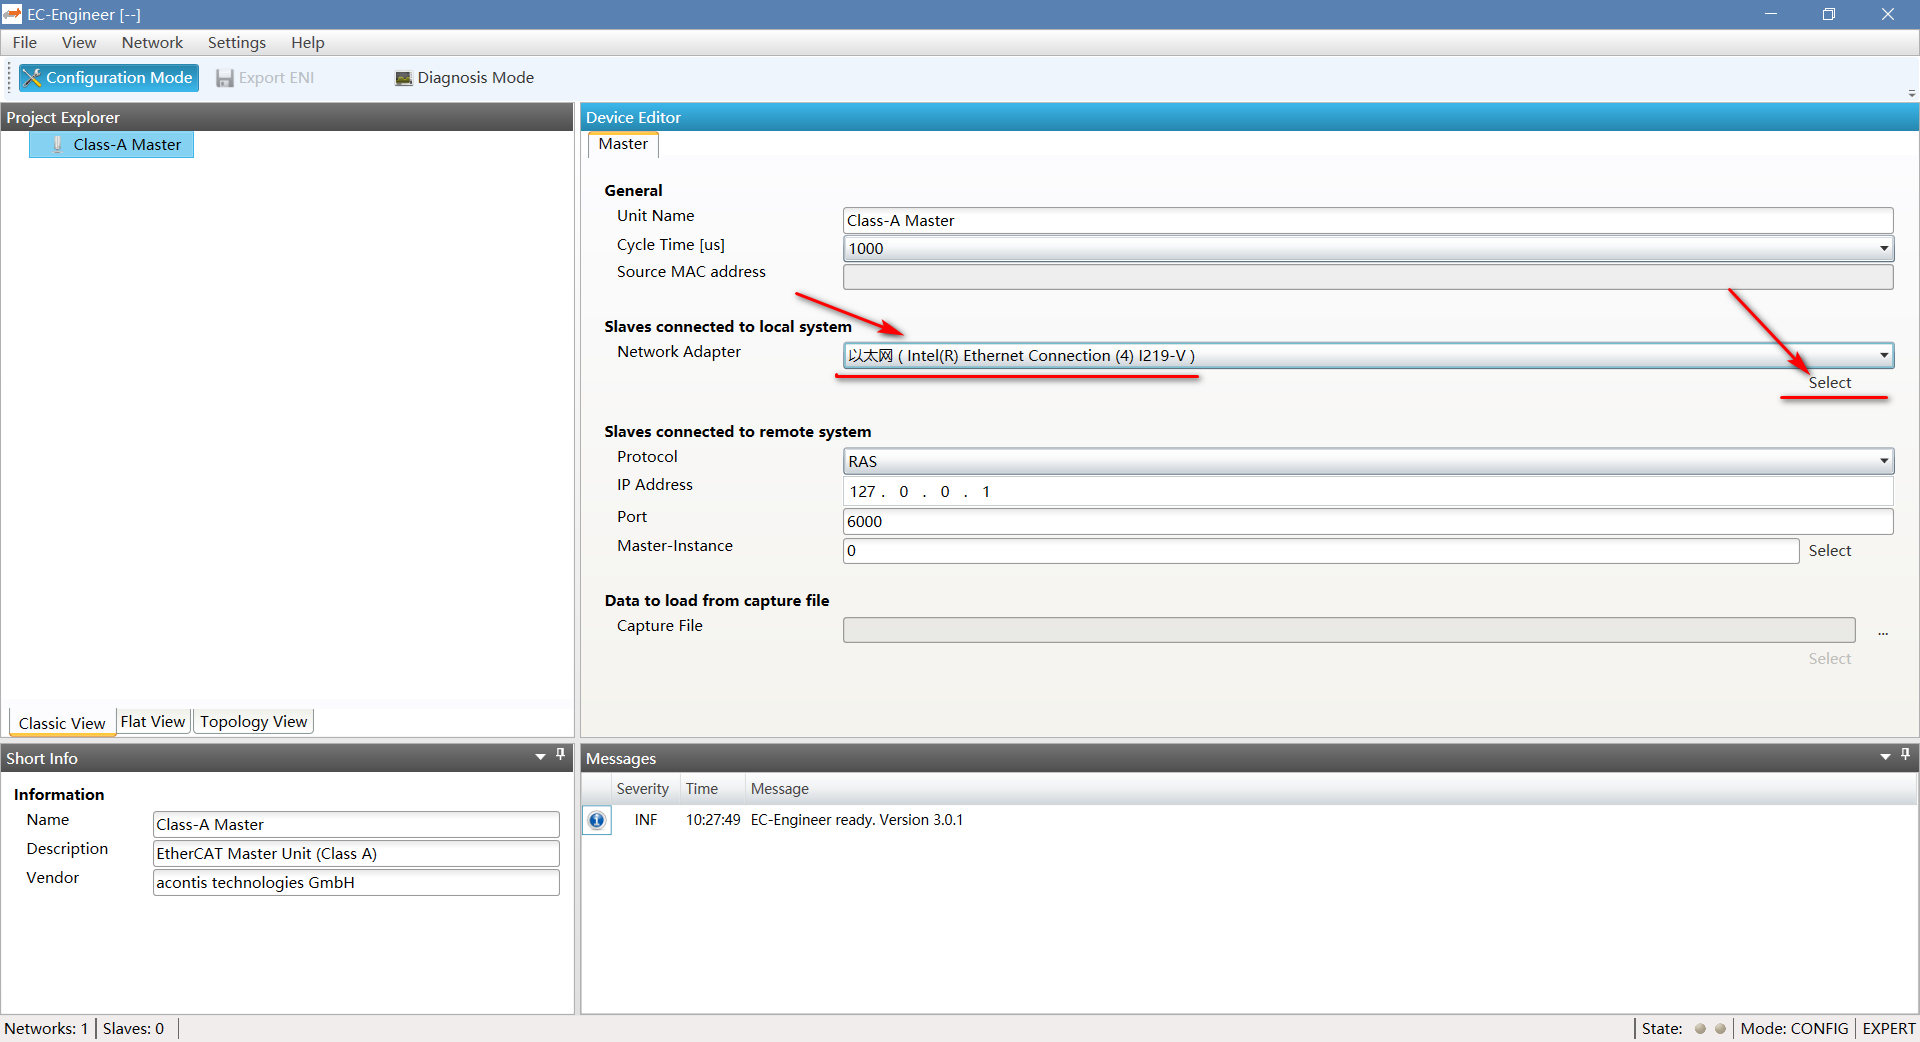 EC-Engineer [--]
File View Network Settings Help
Configuration Mode Export ENI Diagnosis Mode
Project Explorer
Class-A Master
Classic View Flat View Topology View
Device Editor
Master
General
Unit Name Class-A Master
Cycle Time [us] 1000
Source MAC address
Slaves connected to local system
Network Adapter 以太网 ( Intel(R) Ethernet Connection (4) I219-V )
Select
Slaves connected to remote system
Protocol RAS
IP Address 127 . 0 . 0 . 1
Port 6000
Master-Instance 0 Select
Data to load from capture file
Capture File ...
Select
Short Info
Information
Name Class-A Master
Description EtherCAT Master Unit (Class A)
Vendor acontis technologies GmbH
Messages
Severity Time Message
INF 10:27:49 EC-Engineer ready. Version 3.0.1
Networks: 1 Slaves: 0 State: Mode: CONFIG EXPERT